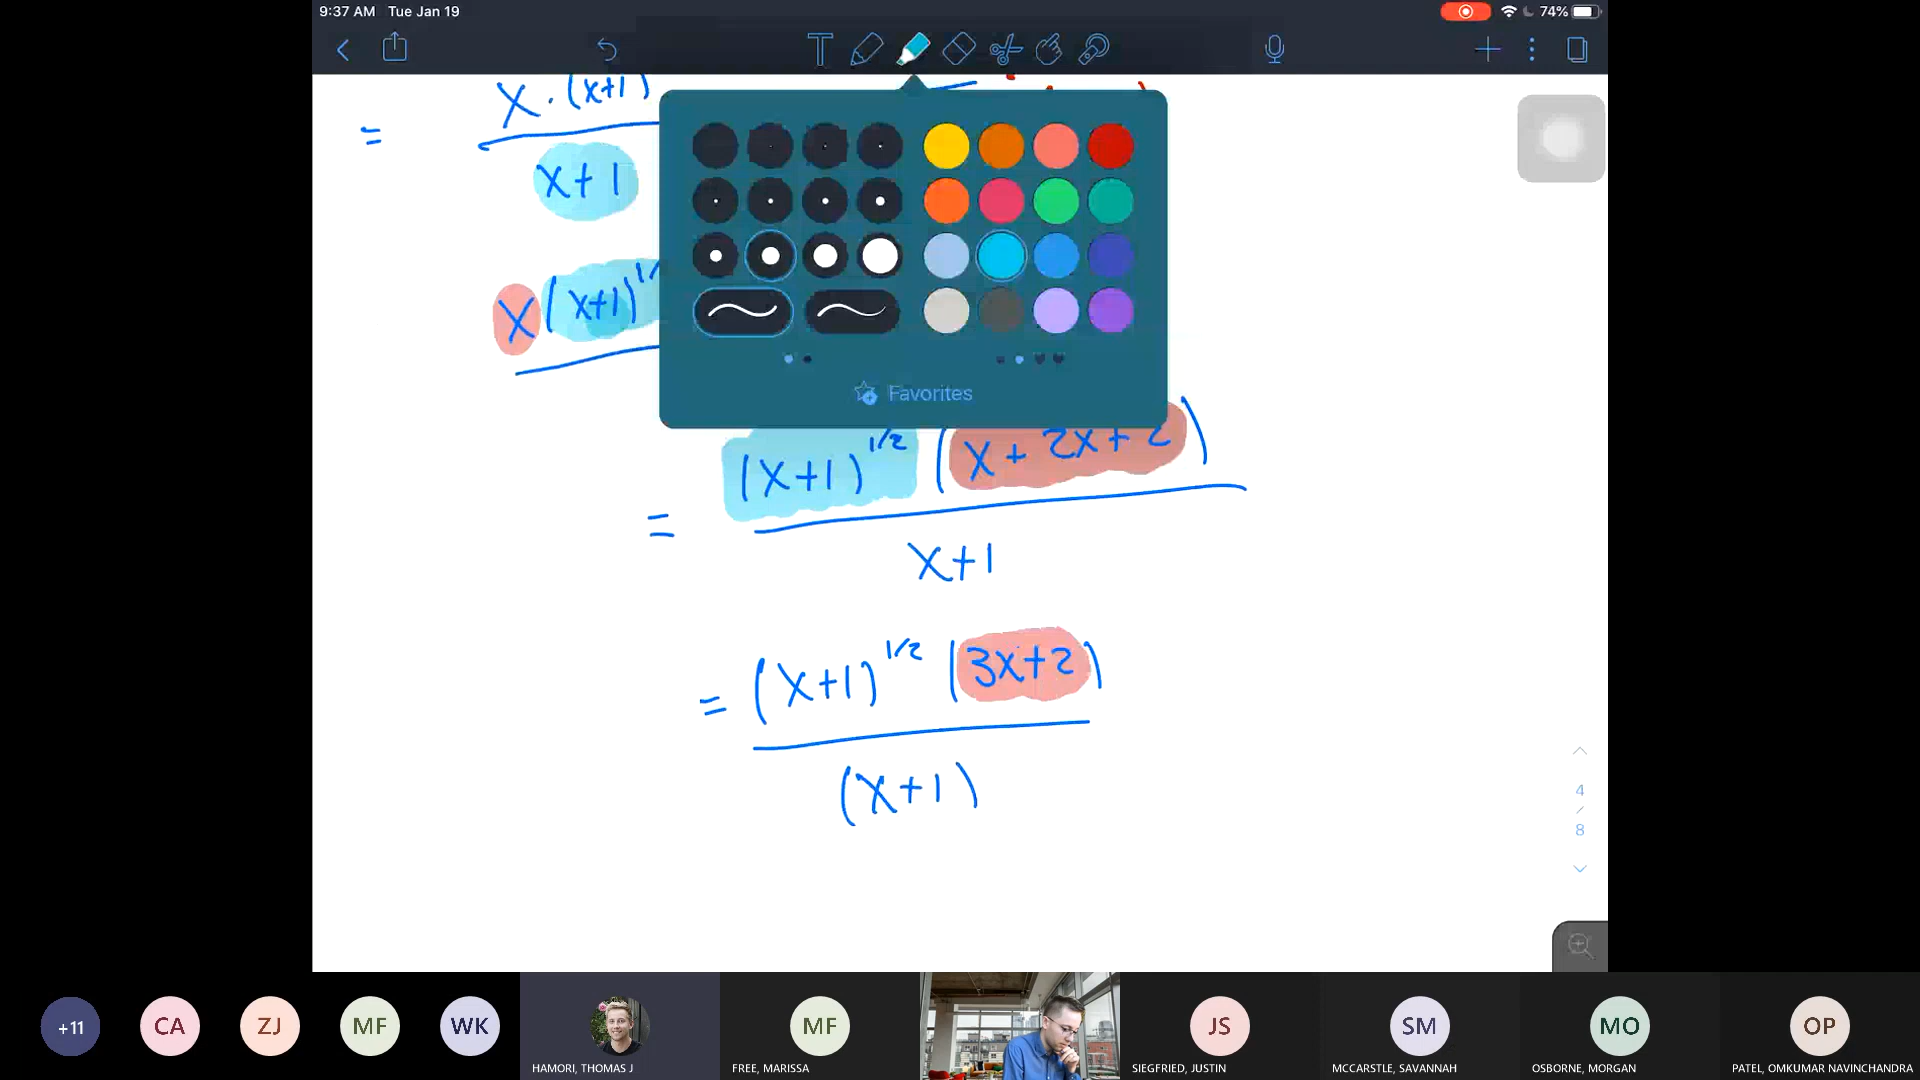 9:37 AM Tue Jan 19 74%
x · (x+1)
=
x+1
x (x+1)
Favorites
(x+1)^1/2 (x + 2x + 2)
=
x+1
= (x+1)^1/2 (3x+2)
(x+1)
4
/
8
+11 CA ZJ MF WK MF JS SM MO OP
HAMORI, THOMAS J FREE, MARISSA SIEGFRIED, JUSTIN MCCARSTLE, SAVANNAH OSBORNE, MORGAN PATEL, OMKUMAR NAVINCHANDRA